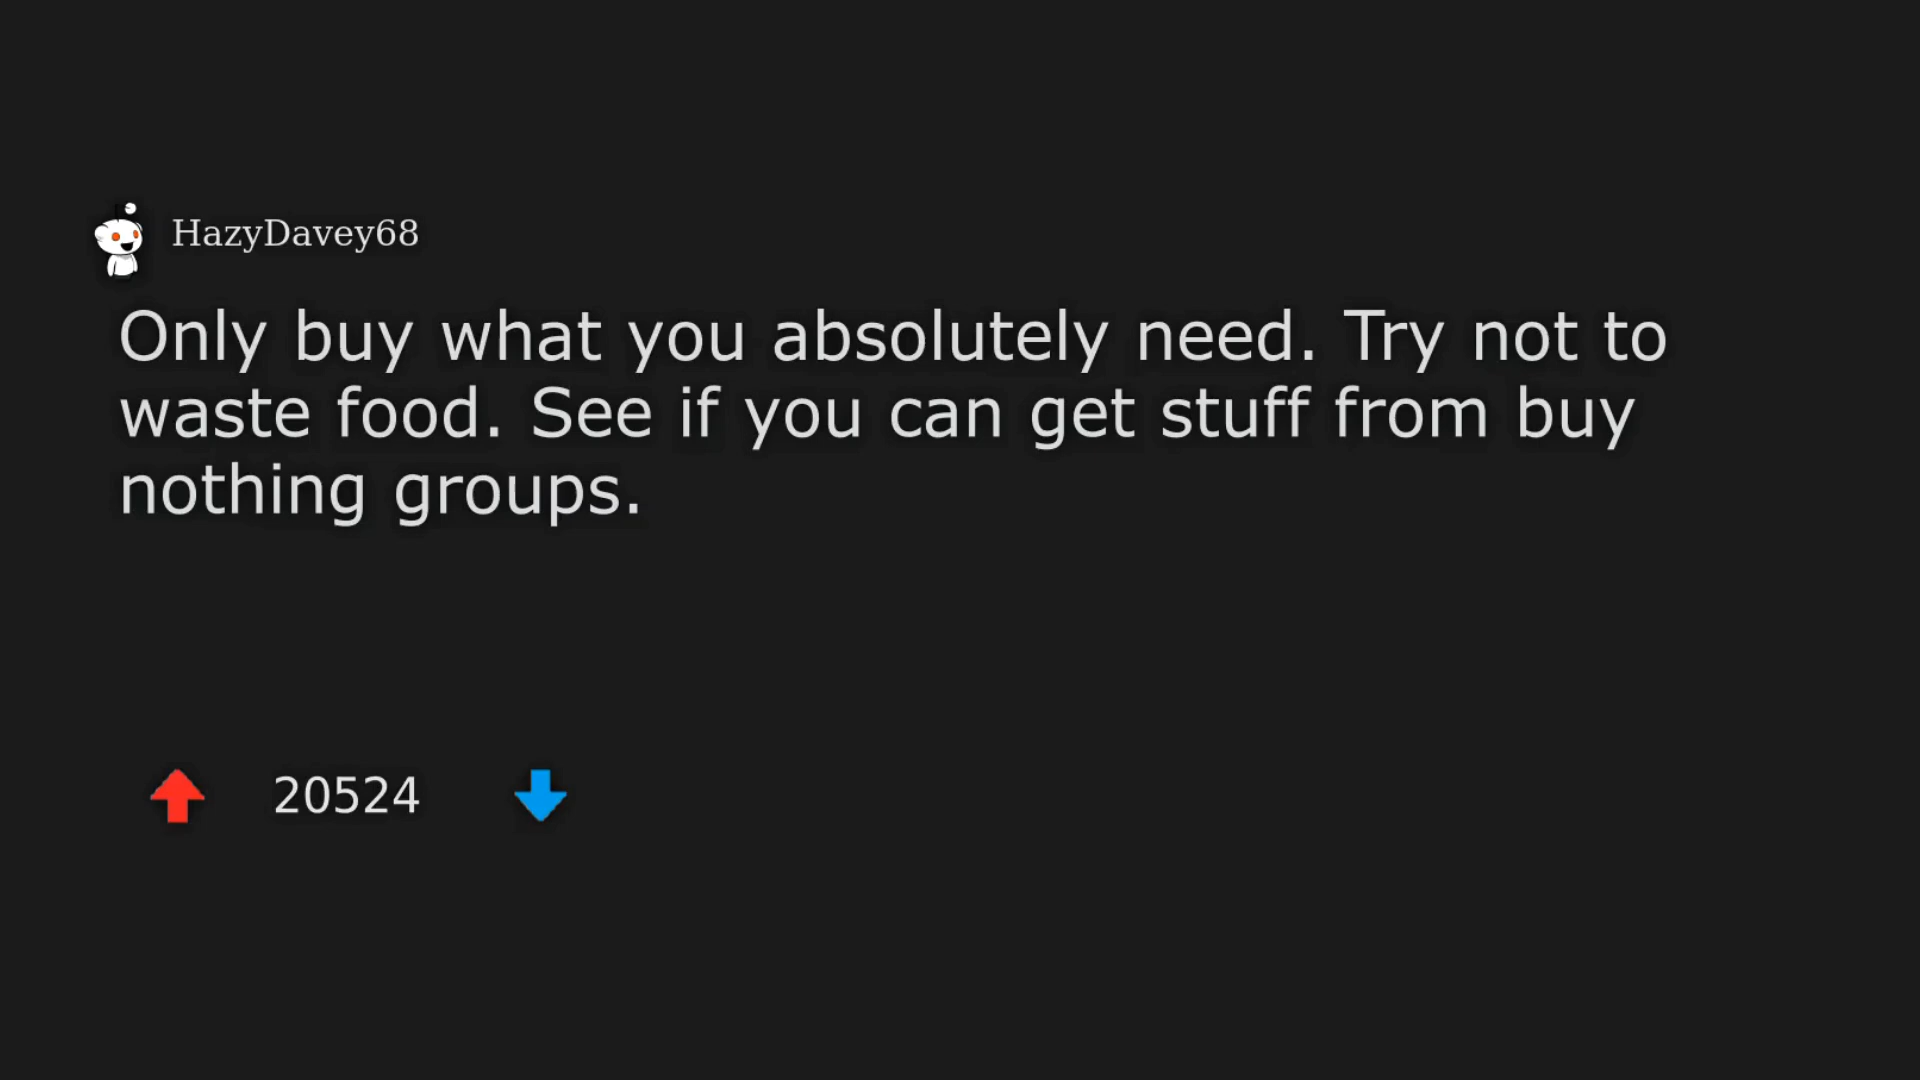 HazyDavey68
Only buy what you absolutely need. Try not to
waste food. See if you can get stuff from buy
nothing groups.
20524